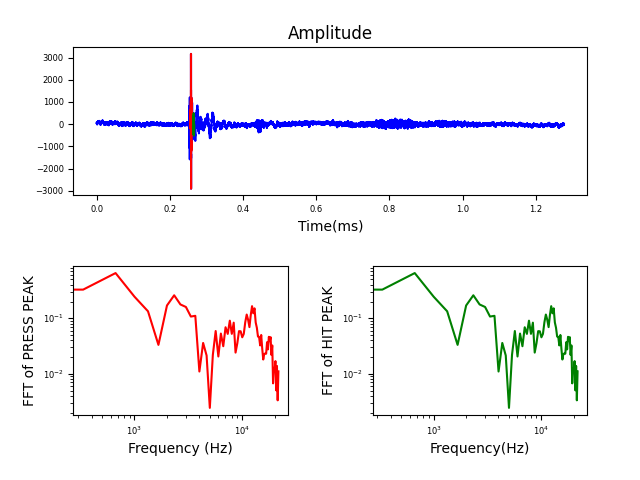 Amplitude
3000
2000
1000
0
−1000
−2000
−3000
0.0 0.2 0.4 0.6 0.8 1.0 1.2
Time(ms)
FFT of PRESS PEAK
10⁻¹
10⁻²
10³ 10⁴
Frequency (Hz)
FFT of HIT PEAK
10⁻¹
10⁻²
10³ 10⁴
Frequency(Hz)